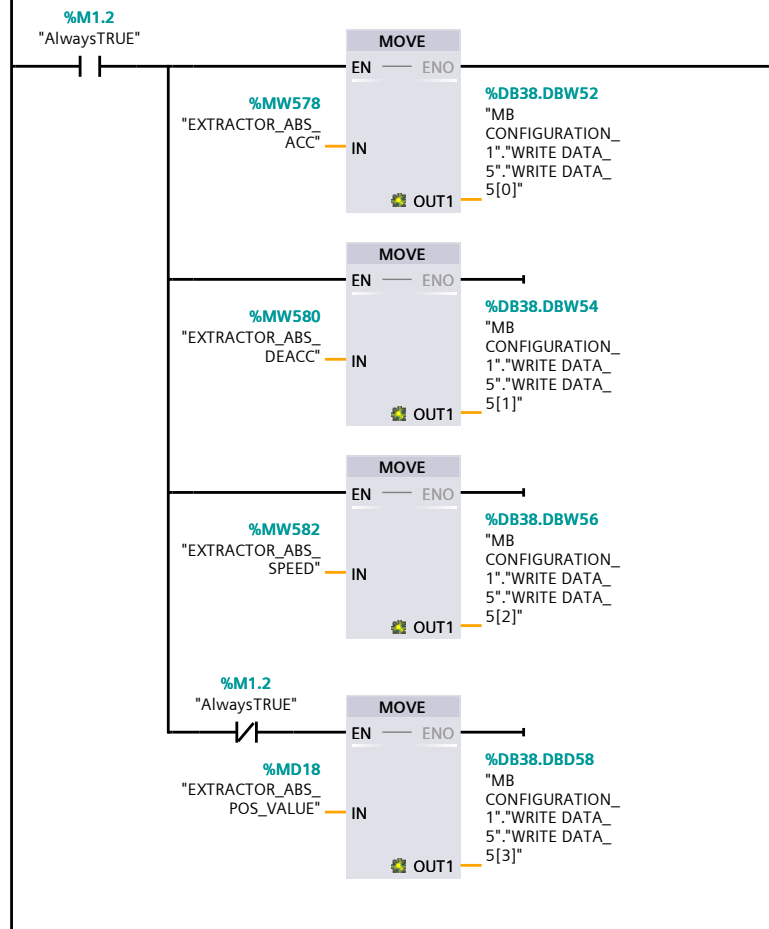 %M1.2
"AlwaysTRUE"
MOVE
EN
ENO
%MW578
"EXTRACTOR_ABS_
ACC"
IN
%DB38.DBW52
"MB
CONFIGURATION_
1"."WRITE DATA_
5"."WRITE DATA_
5[0]"
OUT1
MOVE
EN
ENO
%MW580
"EXTRACTOR_ABS_
DEACC"
IN
%DB38.DBW54
"MB
CONFIGURATION_
1"."WRITE DATA_
5"."WRITE DATA_
5[1]"
OUT1
MOVE
EN
ENO
%MW582
"EXTRACTOR_ABS_
SPEED"
IN
%DB38.DBW56
"MB
CONFIGURATION_
1"."WRITE DATA_
5"."WRITE DATA_
5[2]"
OUT1
%M1.2
"AlwaysTRUE"
MOVE
EN
ENO
%MD18
"EXTRACTOR_ABS_
POS_VALUE"
IN
%DB38.DBD58
"MB
CONFIGURATION_
1"."WRITE DATA_
5"."WRITE DATA_
5[3]"
OUT1